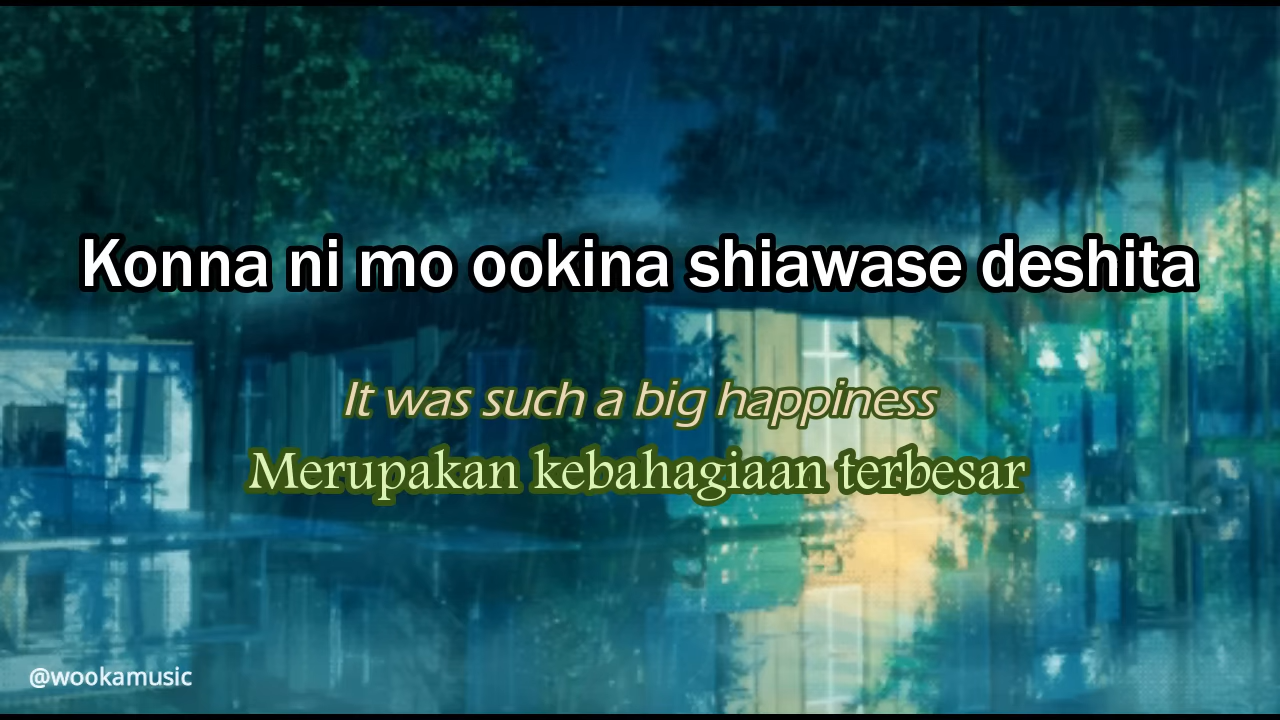 Konna ni mo ookina shiawase deshita
It was such a big happiness
Merupakan kebahagiaan terbesar
@wookamusic